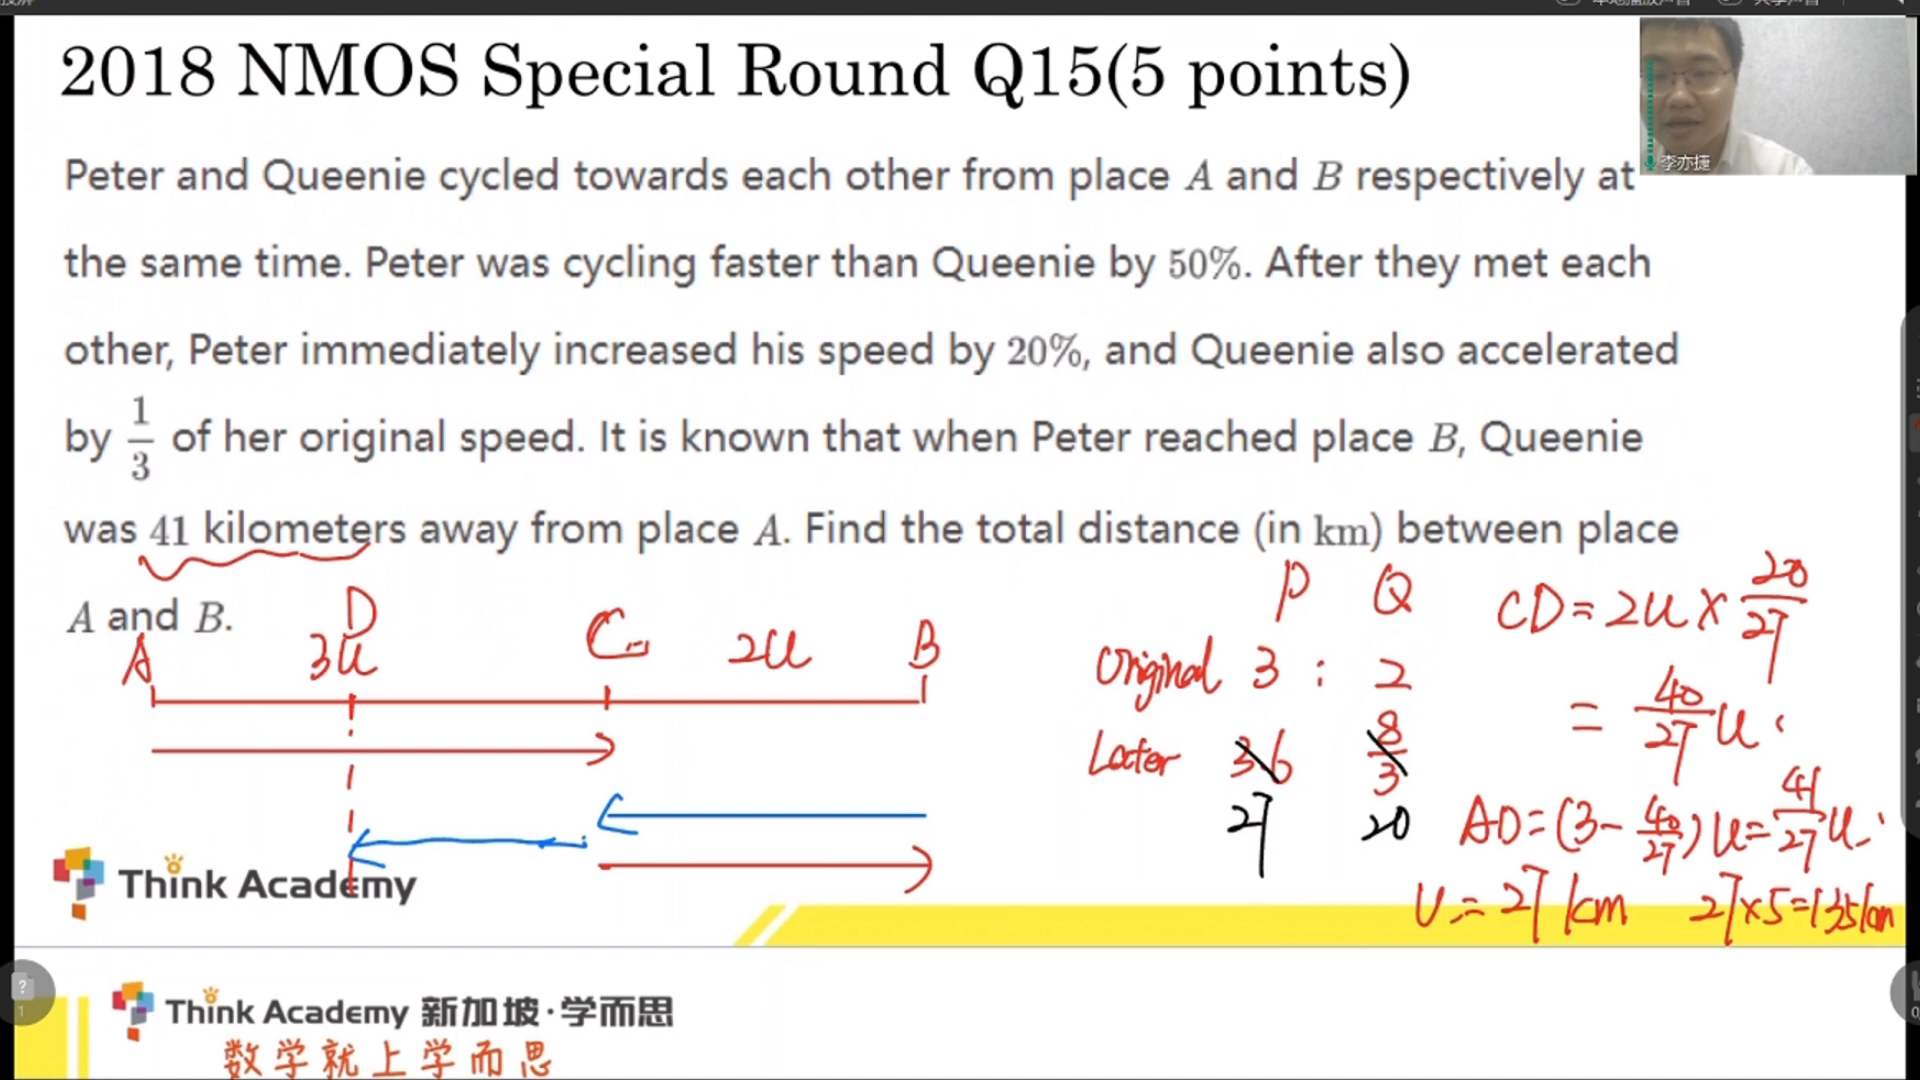 2018 NMOS Special Round Q15(5 points)
李亦捷
Peter and Queenie cycled towards each other from place A and B respectively at
the same time. Peter was cycling faster than Queenie by 50%. After they met each
other, Peter immediately increased his speed by 20%, and Queenie also accelerated
by 1/3 of her original speed. It is known that when Peter reached place B, Queenie
was 41 kilometers away from place A. Find the total distance (in km) between place
A and B.
A 3u D C 2u B
P Q
Original 3 : 2
Later 3.6 8/3
27 20
CD = 2u × 20/27
= 40/27 u
AD = (3 - 40/27) u = 41/27 u
u = 27 km 27×5=135km
Think Academy
Think Academy 新加坡·学而思
数学就上学而思